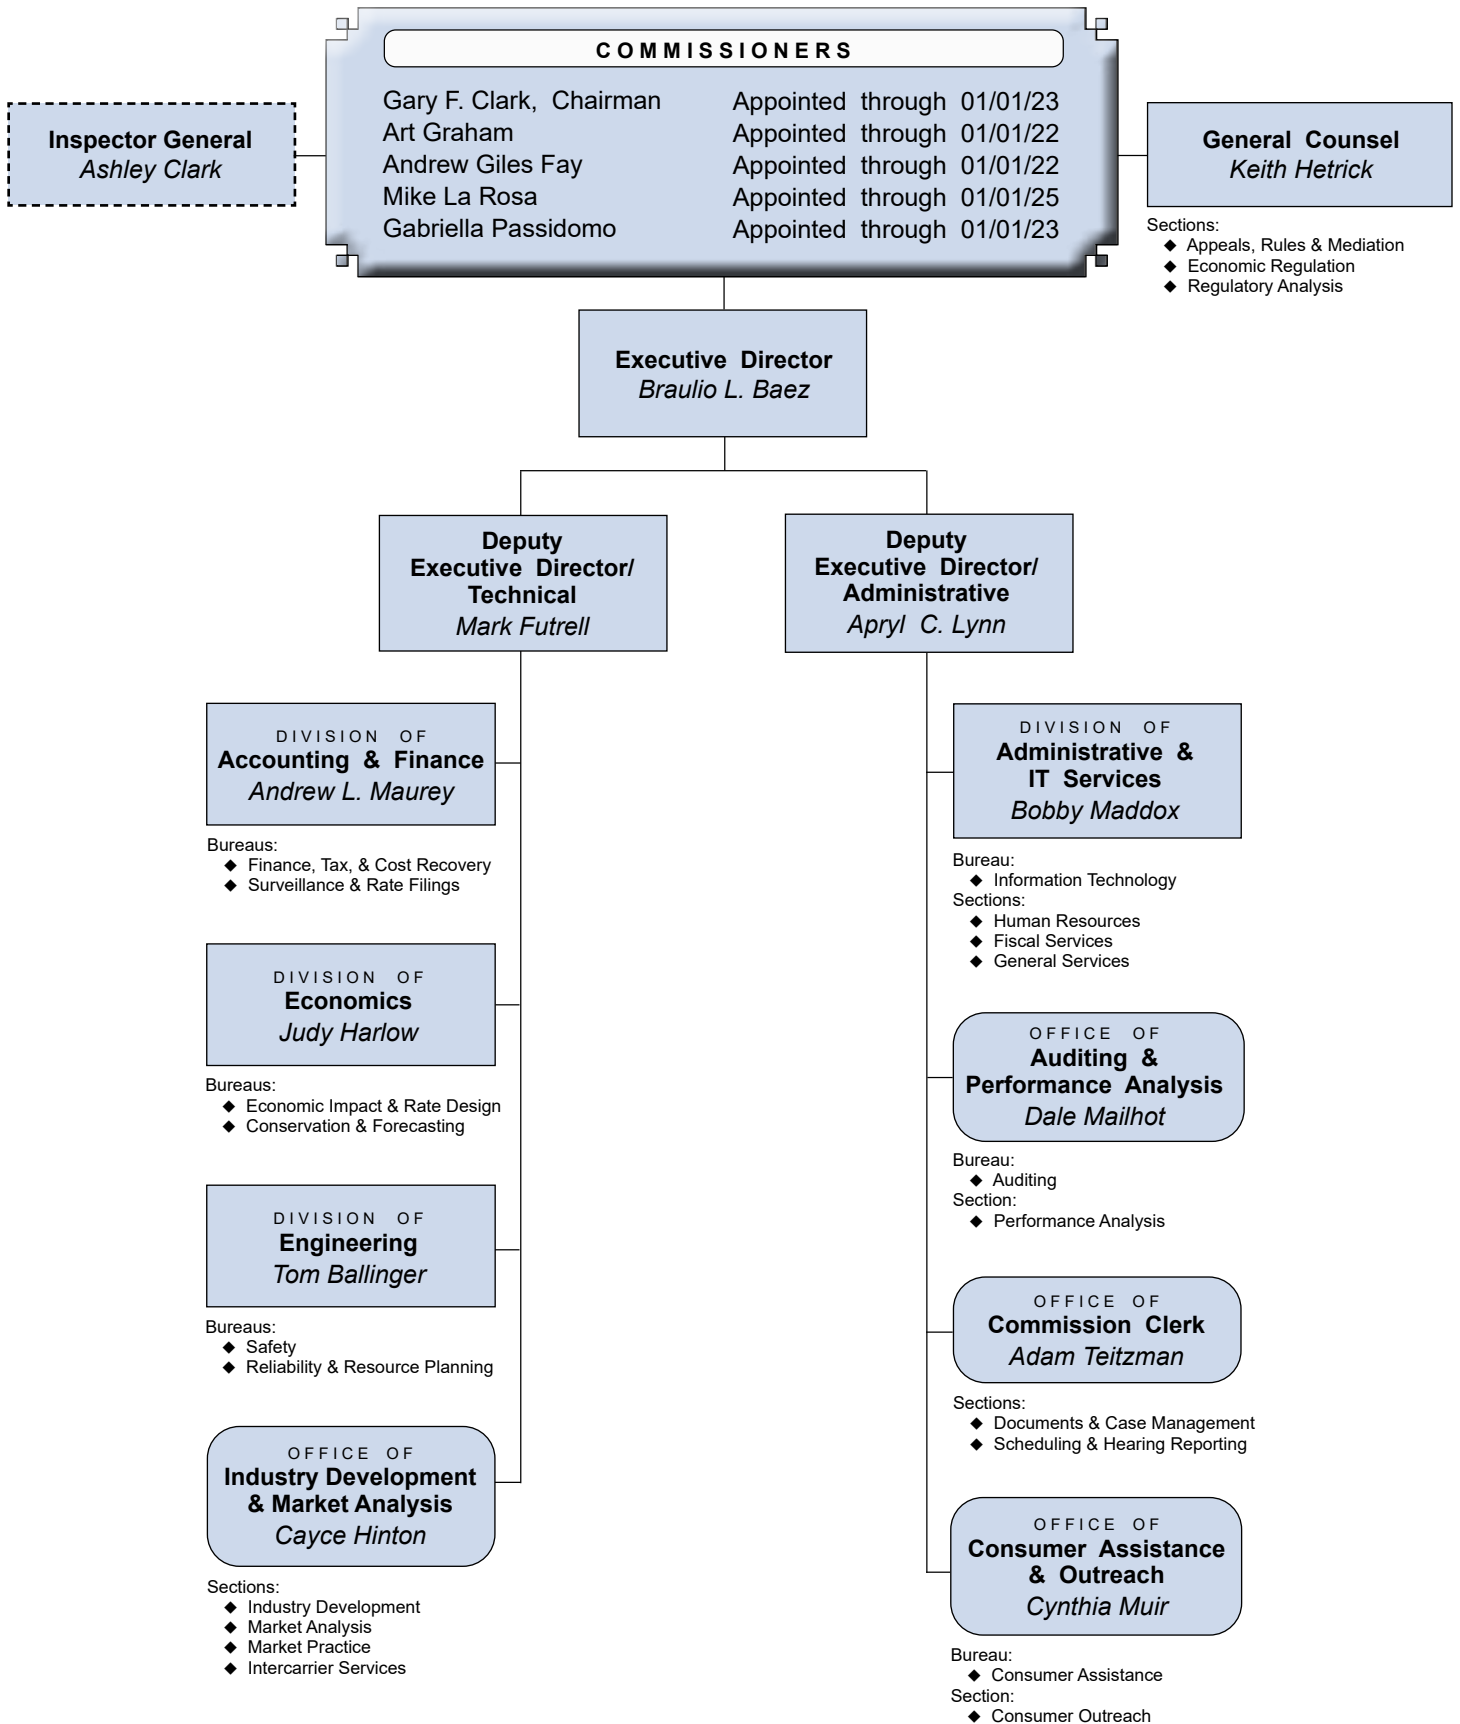 COMMISSIONERS
Gary F. Clark, Chairman Appointed through 01/01/23
Art Graham Appointed through 01/01/22
Andrew Giles Fay Appointed through 01/01/22
Mike La Rosa Appointed through 01/01/25
Gabriella Passidomo Appointed through 01/01/23
Inspector General
Ashley Clark
General Counsel
Keith Hetrick
Sections:
◆ Appeals, Rules & Mediation
◆ Economic Regulation
◆ Regulatory Analysis
Executive Director
Braulio L. Baez
Deputy
Executive Director/
Technical
Mark Futrell
Deputy
Executive Director/
Administrative
Apryl C. Lynn
DIVISION OF
Accounting & Finance
Andrew L. Maurey
Bureaus:
◆ Finance, Tax, & Cost Recovery
◆ Surveillance & Rate Filings
DIVISION OF
Economics
Judy Harlow
Bureaus:
◆ Economic Impact & Rate Design
◆ Conservation & Forecasting
DIVISION OF
Engineering
Tom Ballinger
Bureaus:
◆ Safety
◆ Reliability & Resource Planning
OFFICE OF
Industry Development
& Market Analysis
Cayce Hinton
Sections:
◆ Industry Development
◆ Market Analysis
◆ Market Practice
◆ Intercarrier Services
DIVISION OF
Administrative &
IT Services
Bobby Maddox
Bureau:
◆ Information Technology
Sections:
◆ Human Resources
◆ Fiscal Services
◆ General Services
OFFICE OF
Auditing &
Performance Analysis
Dale Mailhot
Bureau:
◆ Auditing
Section:
◆ Performance Analysis
OFFICE OF
Commission Clerk
Adam Teitzman
Sections:
◆ Documents & Case Management
◆ Scheduling & Hearing Reporting
OFFICE OF
Consumer Assistance
& Outreach
Cynthia Muir
Bureau:
◆ Consumer Assistance
Section:
◆ Consumer Outreach